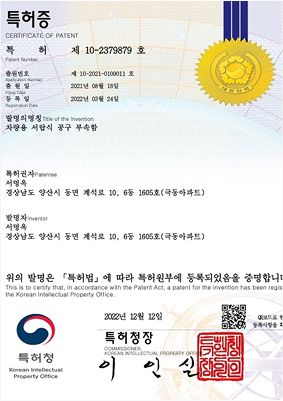 특허증
CERTIFICATE OF PATENT
특 허 제 10-2379879 호
Patent Number
출원번호 제 10-2021-0109011 호
Application Number
출 원 일 2021년 08월 18일
Filing Date
등 록 일 2022년 03월 24일
Registration Date
발명의명칭 Title of the Invention
차량용 서랍식 공구 부속함
특허권자 Patentee
서명옥
경상남도 양산시 동면 계석로 10, 6동 1605호(극동아파트)
발명자 Inventor
서명옥
경상남도 양산시 동면 계석로 10, 6동 1605호(극동아파트)
위의 발명은 「특허법」에 따라 특허원부에 등록되었음을 증명합니
This is to certify that, in accordance with the Patent Act, a patent for the invention has been regis
the Korean Intellectual Property Office.
2022년 12월 12일
QR코드로 현
등록사항을 확
특허청
Korean Intellectual
Property Office
특허청장
COMMISSIONER,
KOREAN INTELLECTUAL PROPERTY OFFI
이 인 실